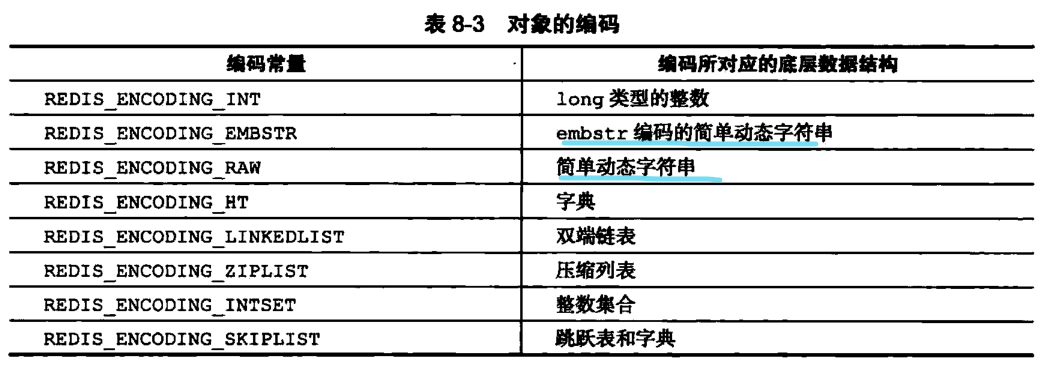 表 8-3 对象的编码
编码常量 编码所对应的底层数据结构
REDIS_ENCODING_INT long 类型的整数
REDIS_ENCODING_EMBSTR embstr 编码的简单动态字符串
REDIS_ENCODING_RAW 简单动态字符串
REDIS_ENCODING_HT 字典
REDIS_ENCODING_LINKEDLIST 双端链表
REDIS_ENCODING_ZIPLIST 压缩列表
REDIS_ENCODING_INTSET 整数集合
REDIS_ENCODING_SKIPLIST 跳跃表和字典